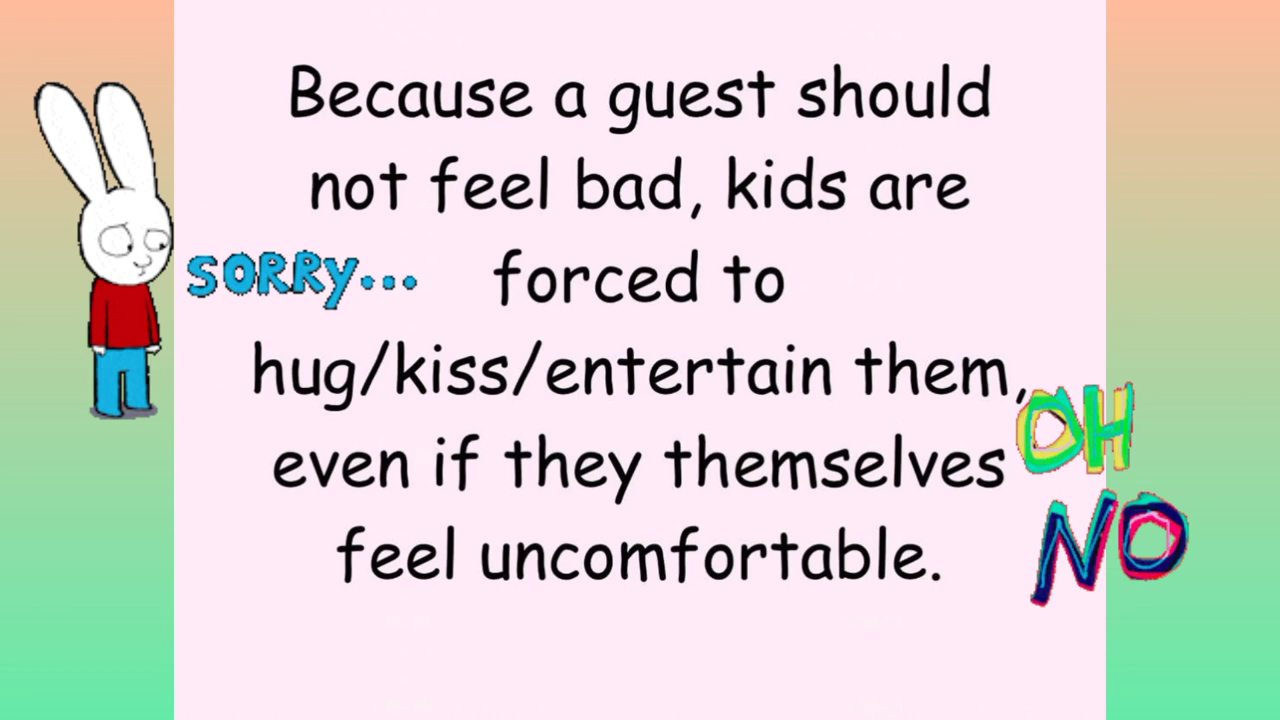 Because a guest should
not feel bad, kids are
SORRY...
forced to
hug/kiss/entertain them,
even if they themselves
feel uncomfortable.
OH
NO